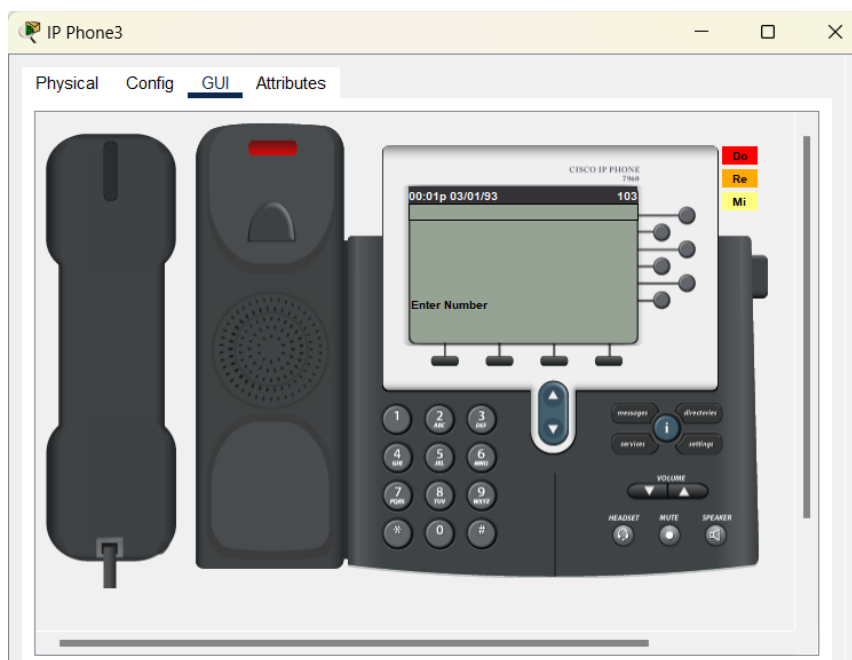 IP Phone3
Physical Config GUI Attributes
CISCO IP PHONE
7960
Do
Re
Mi
00:01p 03/01/93 103
Enter Number
1
2 ABC
3 DEF
4 GHI
5 JKL
6 MNO
7 PQRS
8 TUV
9 WXYZ
*
0
#
messages
directories
i
services
settings
VOLUME
HEADSET MUTE SPEAKER